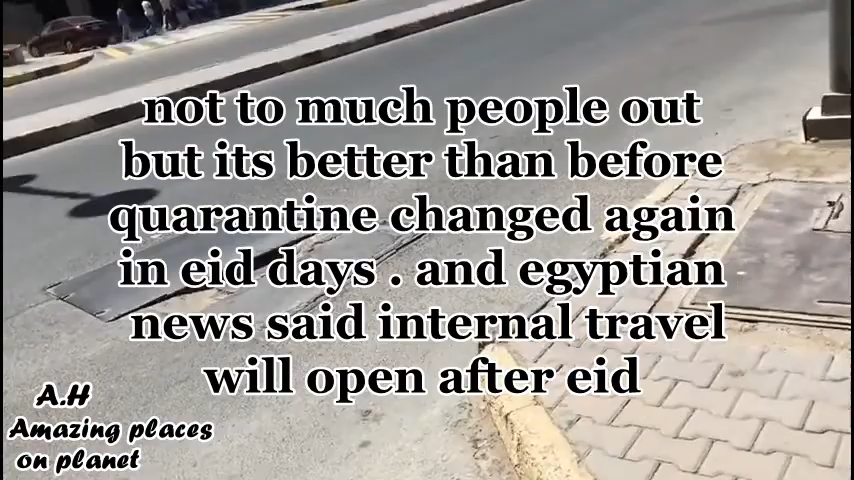 not to much people out
but its better than before
quarantine changed again
in eid days . and egyptian
news said internal travel
will open after eid
A.H
Amazing places
on planet